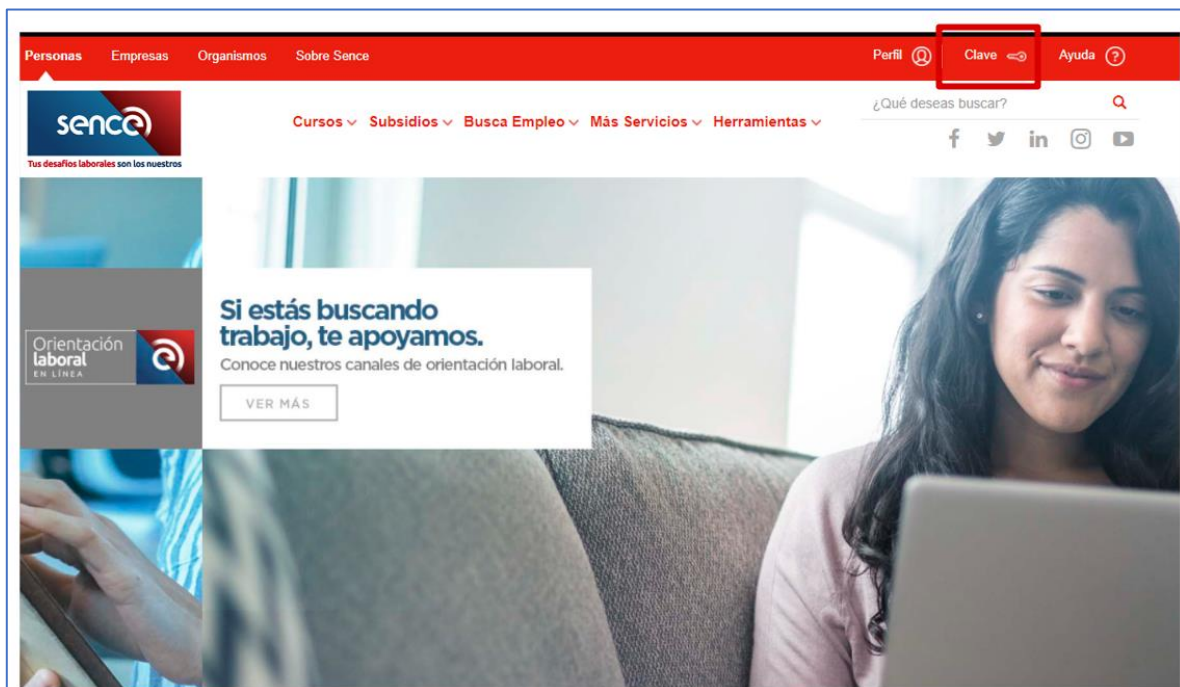 Personas Empresas Organismos Sobre Sence Perfil Clave Ayuda ?
sence
Tus desafíos laborales son los nuestros
Cursos Subsidios Busca Empleo Más Servicios Herramientas
¿Qué deseas buscar?
f in
Orientación
laboral
EN LÍNEA
Si estás buscando
trabajo, te apoyamos.
Conoce nuestros canales de orientación laboral.
VER MÁS